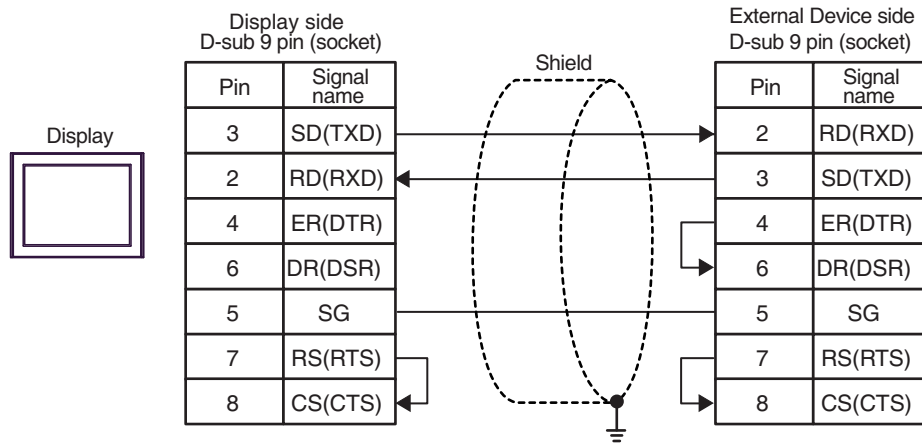 Display side
D-sub 9 pin (socket)
External Device side
D-sub 9 pin (socket)
Shield
Display
Pin Signal name Pin Signal name
3 SD(TXD) 2 RD(RXD)
2 RD(RXD) 3 SD(TXD)
4 ER(DTR) 4 ER(DTR)
6 DR(DSR) 6 DR(DSR)
5 SG 5 SG
7 RS(RTS) 7 RS(RTS)
8 CS(CTS) 8 CS(CTS)